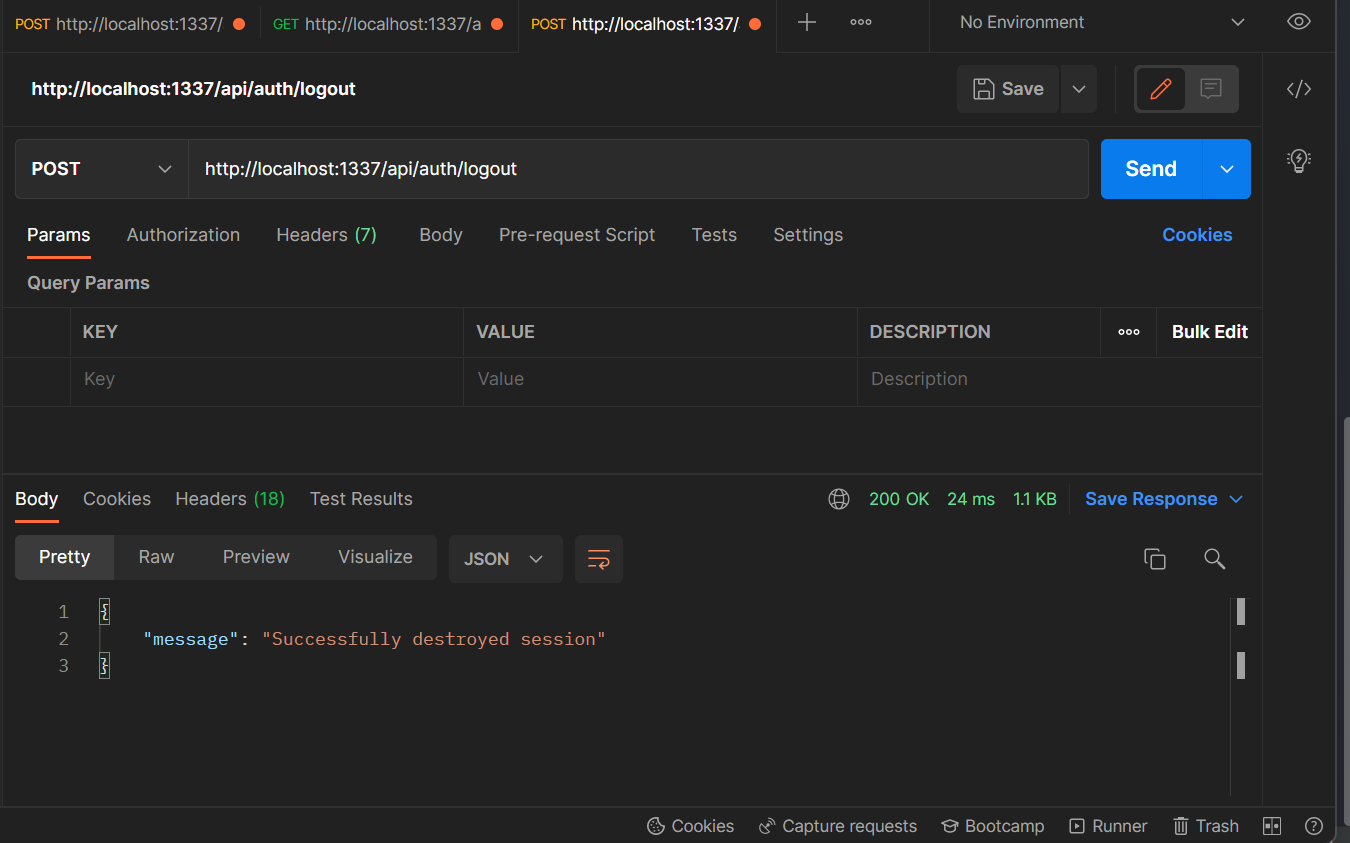 POST http://localhost:1337/ GET http://localhost:1337/a POST http://localhost:1337/ No Environment
http://localhost:1337/api/auth/logout Save
POST http://localhost:1337/api/auth/logout Send
Params Authorization Headers (7) Body Pre-request Script Tests Settings Cookies
Query Params
KEY VALUE DESCRIPTION Bulk Edit
Key Value Description
Body Cookies Headers (18) Test Results 200 OK 24 ms 1.1 KB Save Response
Pretty Raw Preview Visualize JSON
1 {
2 "message": "Successfully destroyed session"
3 }
Cookies Capture requests Bootcamp Runner Trash